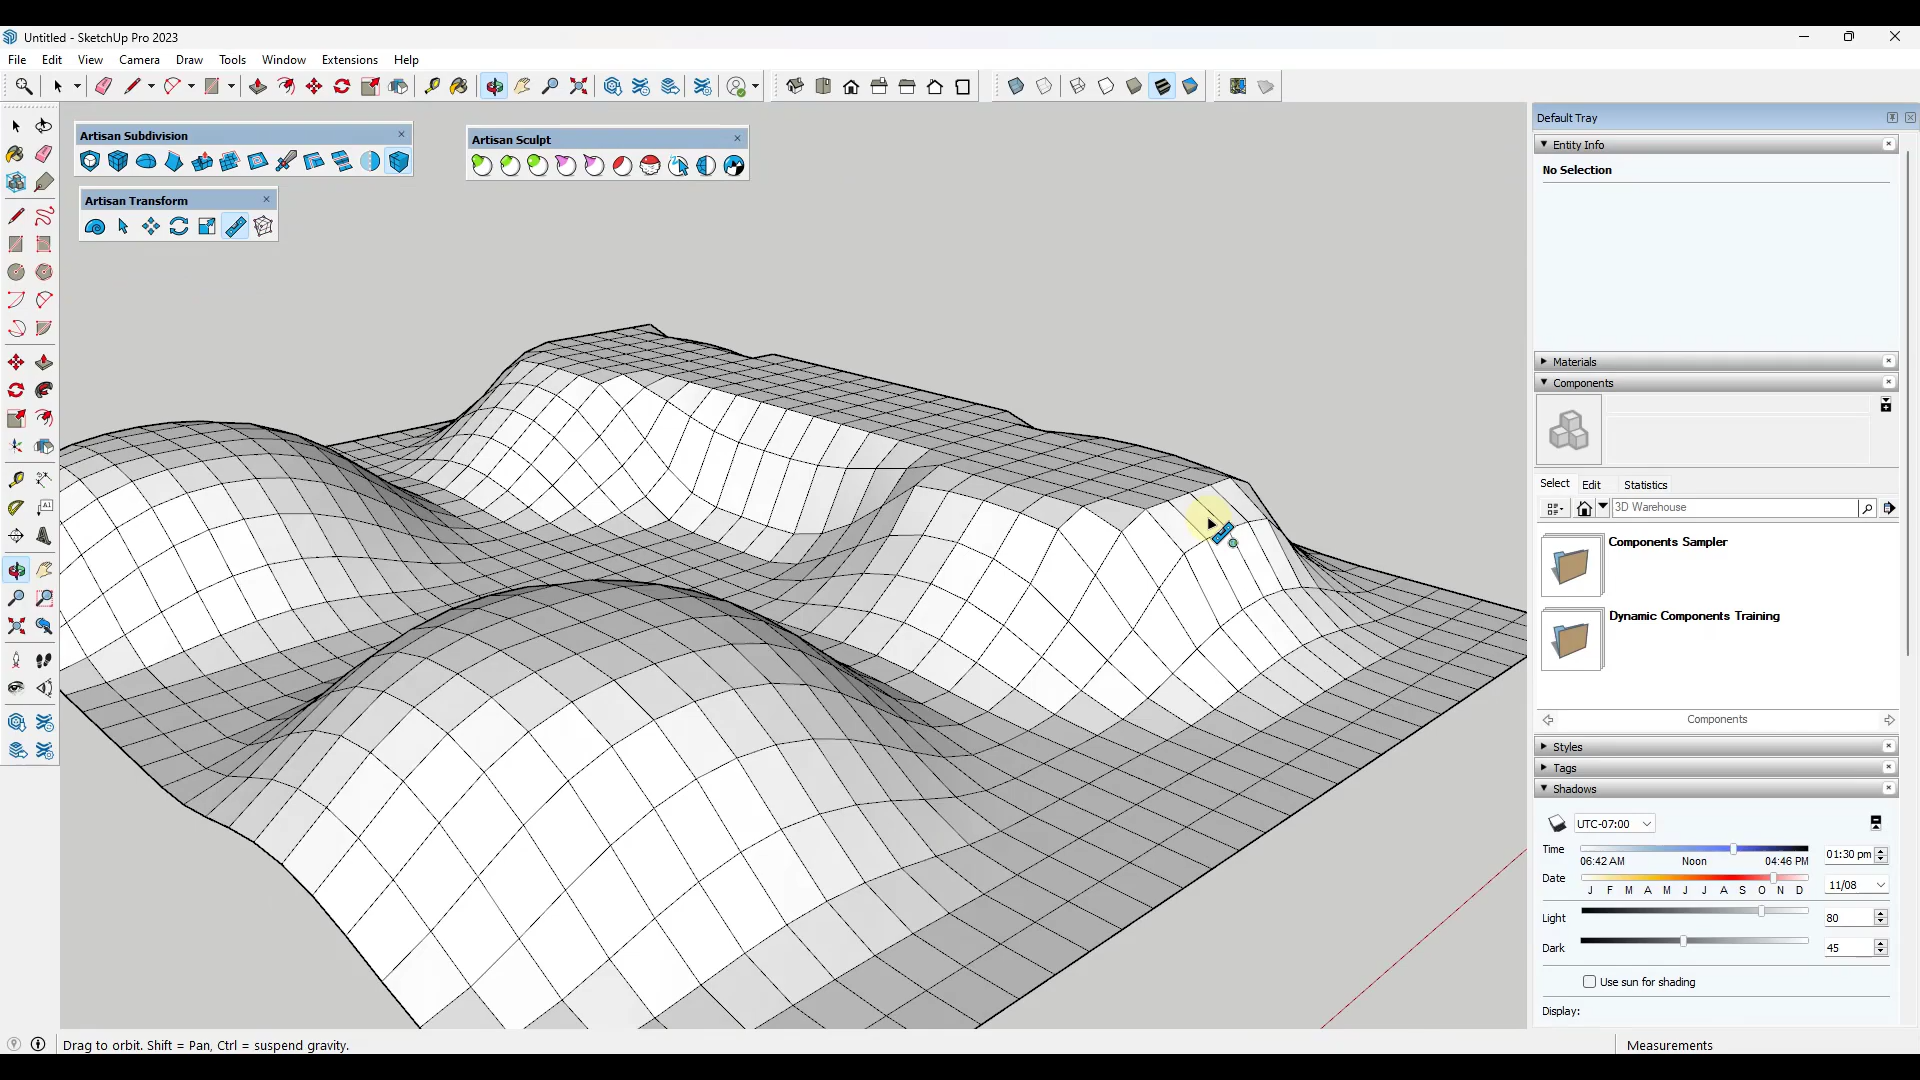 Untitled - SketchUp Pro 2023
File Edit View Camera Draw Tools Window Extensions Help
Default Tray
Artisan Subdivision
Artisan Sculpt
Entity Info
No Selection
Artisan Transform
Materials
Components
Select Edit Statistics
3D Warehouse
Components Sampler
Dynamic Components Training
Components
Styles
Tags
Shadows
UTC-07:00
Time
06:42 AM Noon 04:46 PM
01:30 pm
Date
J F M A M J J A S O N D
11/08
Light
80
Dark
45
Use sun for shading
Display:
Drag to orbit. Shift = Pan, Ctrl = suspend gravity.
Measurements